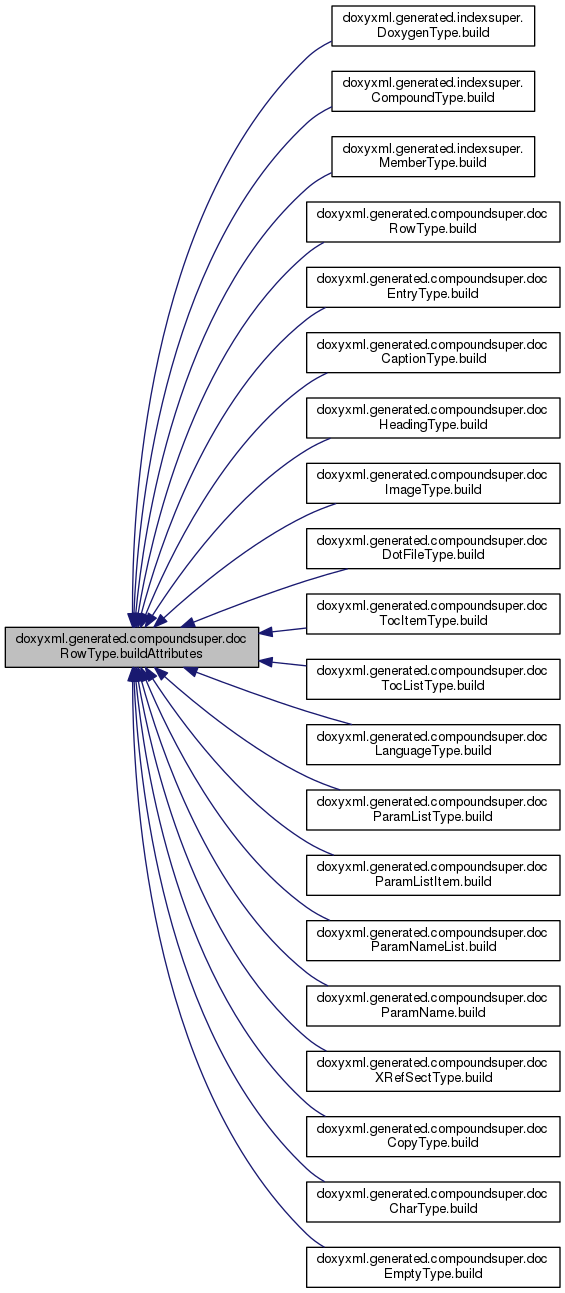 doxyxml.generated.indexsuper.
DoxygenType.build
doxyxml.generated.indexsuper.
CompoundType.build
doxyxml.generated.indexsuper.
MemberType.build
doxyxml.generated.compoundsuper.doc
RowType.build
doxyxml.generated.compoundsuper.doc
EntryType.build
doxyxml.generated.compoundsuper.doc
CaptionType.build
doxyxml.generated.compoundsuper.doc
HeadingType.build
doxyxml.generated.compoundsuper.doc
ImageType.build
doxyxml.generated.compoundsuper.doc
DotFileType.build
doxyxml.generated.compoundsuper.doc
TocItemType.build
doxyxml.generated.compoundsuper.doc
RowType.buildAttributes
doxyxml.generated.compoundsuper.doc
TocListType.build
doxyxml.generated.compoundsuper.doc
LanguageType.build
doxyxml.generated.compoundsuper.doc
ParamListType.build
doxyxml.generated.compoundsuper.doc
ParamListItem.build
doxyxml.generated.compoundsuper.doc
ParamNameList.build
doxyxml.generated.compoundsuper.doc
ParamName.build
doxyxml.generated.compoundsuper.doc
XRefSectType.build
doxyxml.generated.compoundsuper.doc
CopyType.build
doxyxml.generated.compoundsuper.doc
CharType.build
doxyxml.generated.compoundsuper.doc
EmptyType.build